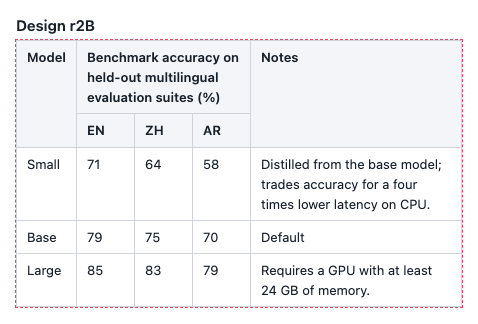 Design r2B
Model
Benchmark accuracy on
held-out multilingual
evaluation suites (%)
Notes
EN
ZH
AR
Small
71
64
58
Distilled from the base model;
trades accuracy for a four
times lower latency on CPU.
Base
79
75
70
Default
Large
85
83
79
Requires a GPU with at least
24 GB of memory.